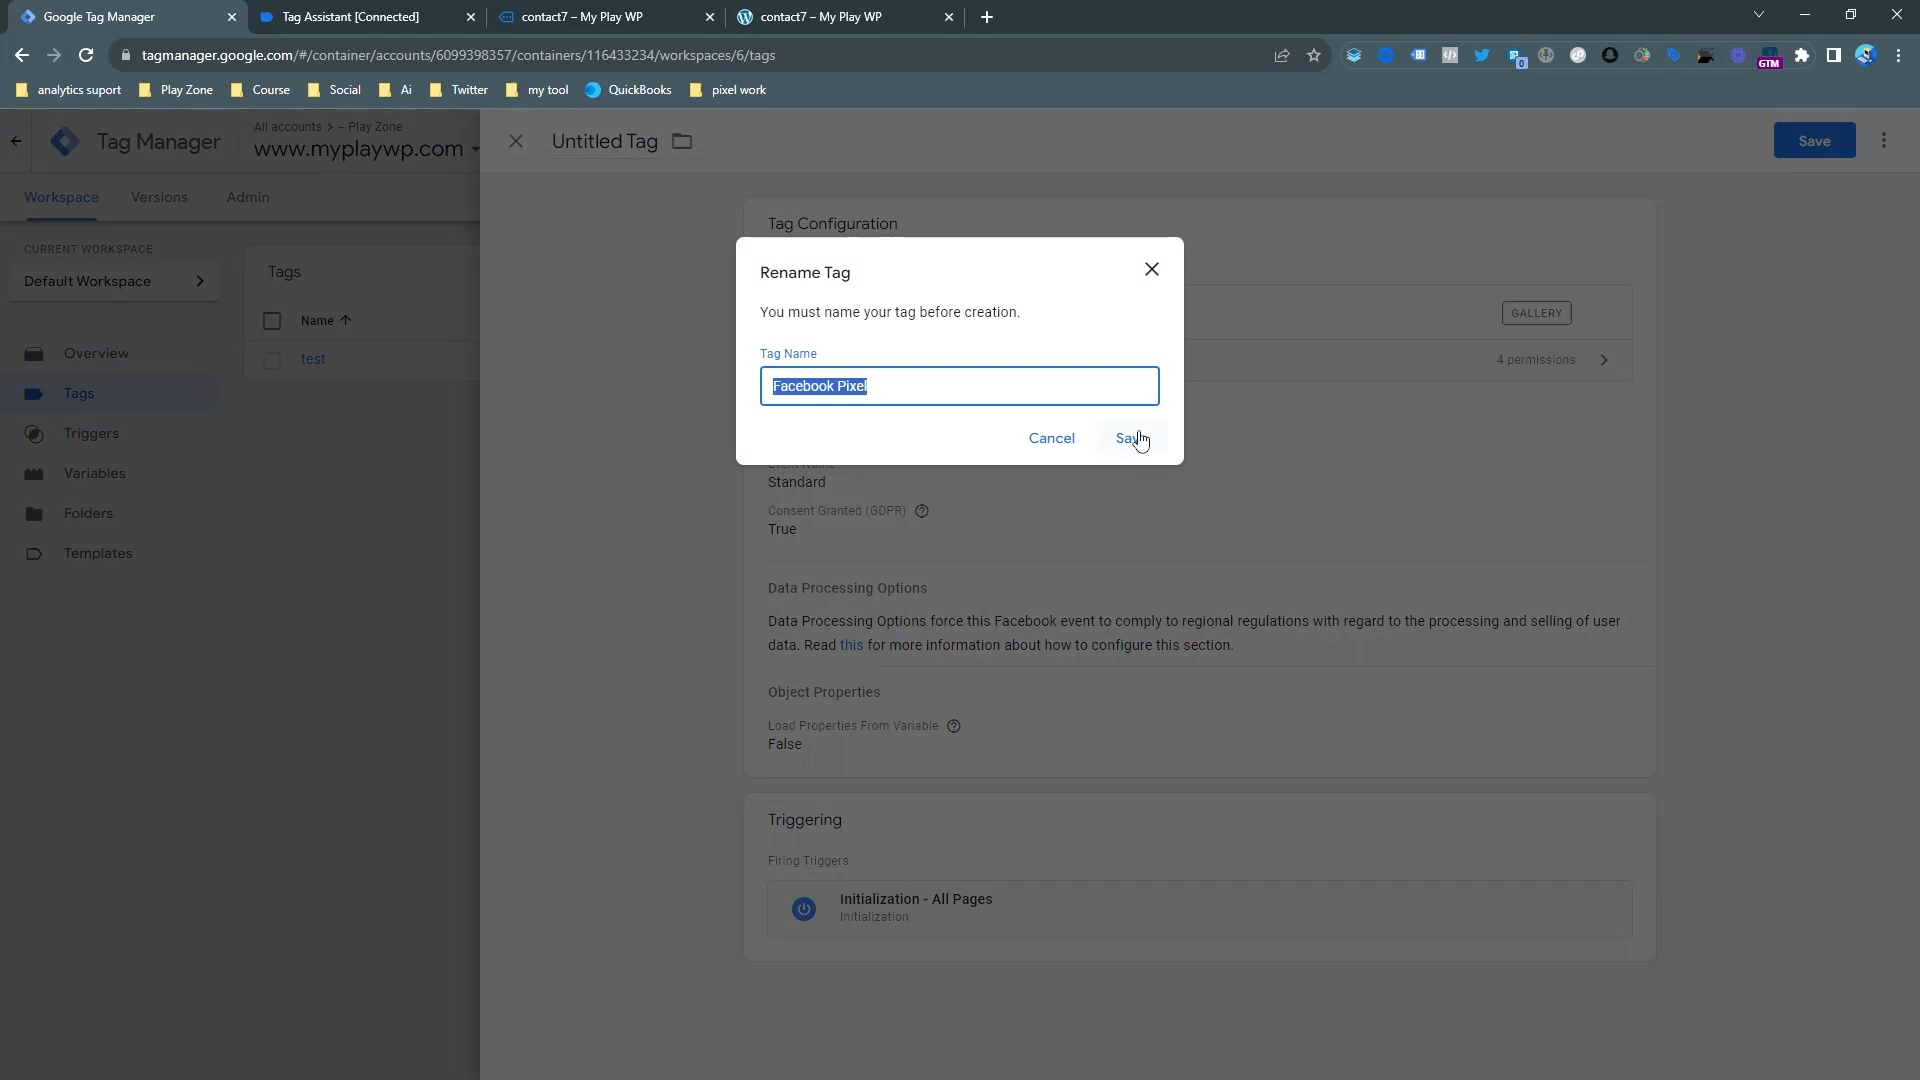 Google Tag Manager
Tag Assistant [Connected]
contact7 – My Play WP
contact7 – My Play WP
tagmanager.google.com/#/container/accounts/6099398357/containers/116433234/workspaces/6/tags
0
GTM
analytics suport
Play Zone
Course
Social
Ai
Twitter
my tool
QuickBooks
pixel work
Tag Manager
All accounts > – Play Zone
www.myplaywp.com
Untitled Tag
Save
Workspace
Versions
Admin
CURRENT WORKSPACE
Default Workspace
Overview
Tags
Triggers
Variables
Folders
Templates
Tags
Name
test
Tag Configuration
GALLERY
4 permissions
Rename Tag
You must name your tag before creation.
Tag Name
Facebook Pixel
Cancel
Event Name
Standard
Consent Granted (GDPR)
True
Data Processing Options
Data Processing Options force this Facebook event to comply to regional regulations with regard to the processing and selling of user
data. Read this for more information about how to configure this section.
Object Properties
Load Properties From Variable
False
Triggering
Firing Triggers
Initialization - All Pages
Initialization